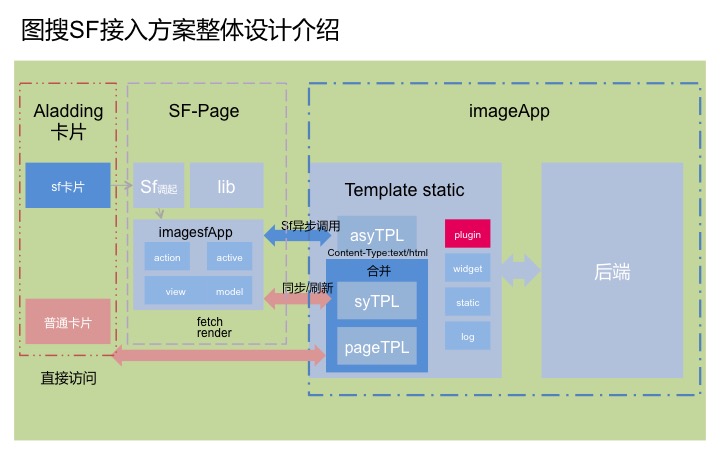 图搜SF接入方案整体设计介绍
Aladding
卡片
SF-Page
imageApp
sf卡片
Sf调起
lib
Template static
imagesfApp
action
active
view
model
Sf异步调用
asyTPL
Content-Type:text/html
合并
同步/刷新
syTPL
pageTPL
plugin
widget
static
log
后端
普通卡片
fetch
render
直接访问